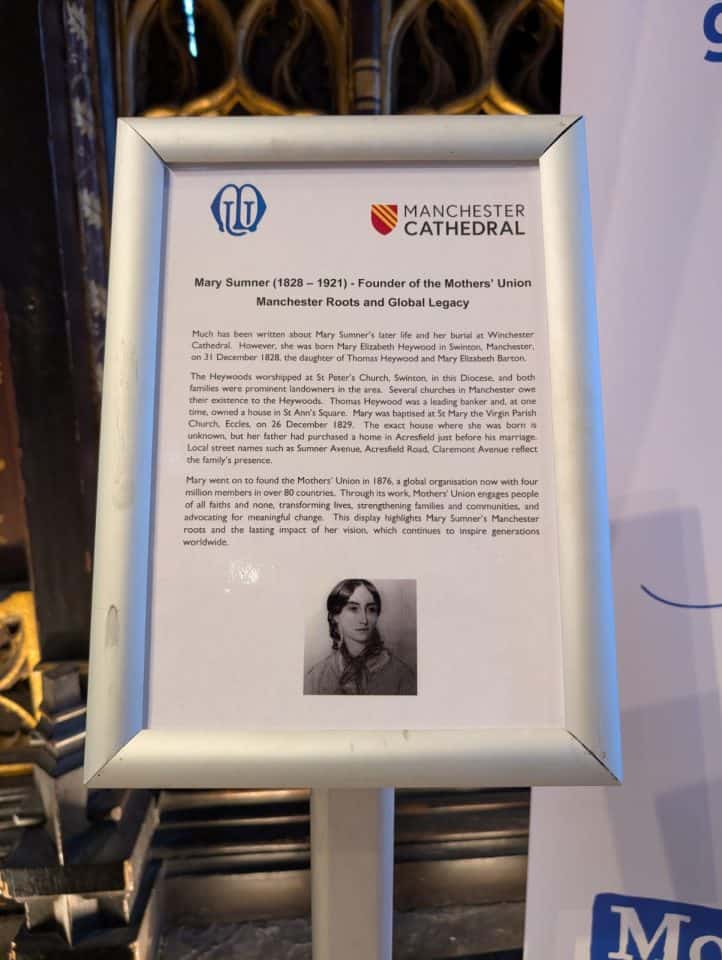 MU
MANCHESTER
CATHEDRAL
Mary Sumner (1828 – 1921) - Founder of the Mothers' Union
Manchester Roots and Global Legacy
Much has been written about Mary Sumner's later life and her burial at Winchester
Cathedral. However, she was born Mary Elizabeth Heywood in Swinton, Manchester,
on 31 December 1828, the daughter of Thomas Heywood and Mary Elizabeth Barton.
The Heywoods worshipped at St Peter's Church, Swinton, in this Diocese, and both
families were prominent landowners in the area. Several churches in Manchester owe
their existence to the Heywoods. Thomas Heywood was a leading banker and, at one
time, owned a house in St Ann's Square. Mary was baptised at St Mary the Virgin Parish
Church, Eccles, on 26 December 1829. The exact house where she was born is
unknown, but her father had purchased a home in Acresfield just before his marriage.
Local street names such as Sumner Avenue, Acresfield Road, Claremont Avenue reflect
the family's presence.
Mary went on to found the Mothers' Union in 1876, a global organisation now with four
million members in over 80 countries. Through its work, Mothers' Union engages people
of all faiths and none, transforming lives, strengthening families and communities, and
advocating for meaningful change. This display highlights Mary Sumner's Manchester
roots and the lasting impact of her vision, which continues to inspire generations
worldwide.
g
Mo